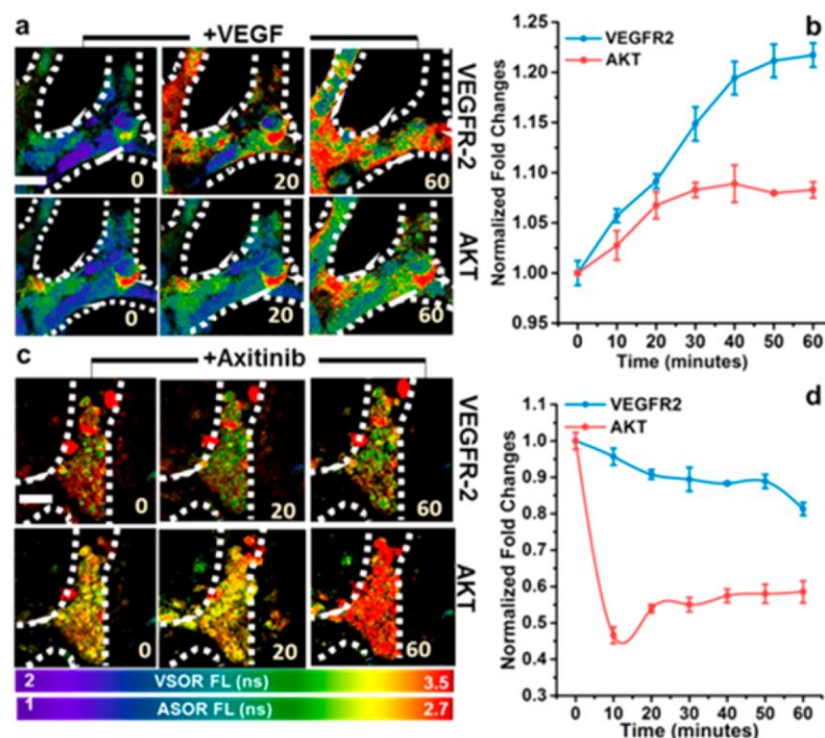 a
+VEGF
VEGFR-2
0
20
60
AKT
0
20
60
b
VEGFR2
AKT
Normalized Fold Changes
1.25
1.20
1.15
1.10
1.05
1.00
0.95
0 10 20 30 40 50 60
Time (minutes)
c
+Axitinib
VEGFR-2
0
20
60
AKT
0
20
60
2 VSOR FL (ns) 3.5
1 ASOR FL (ns) 2.7
d
VEGFR2
AKT
Normalized Fold Changes
1.1
1.0
0.9
0.8
0.7
0.6
0.5
0.4
0.3
0 10 20 30 40 50 60
Time (minutes)